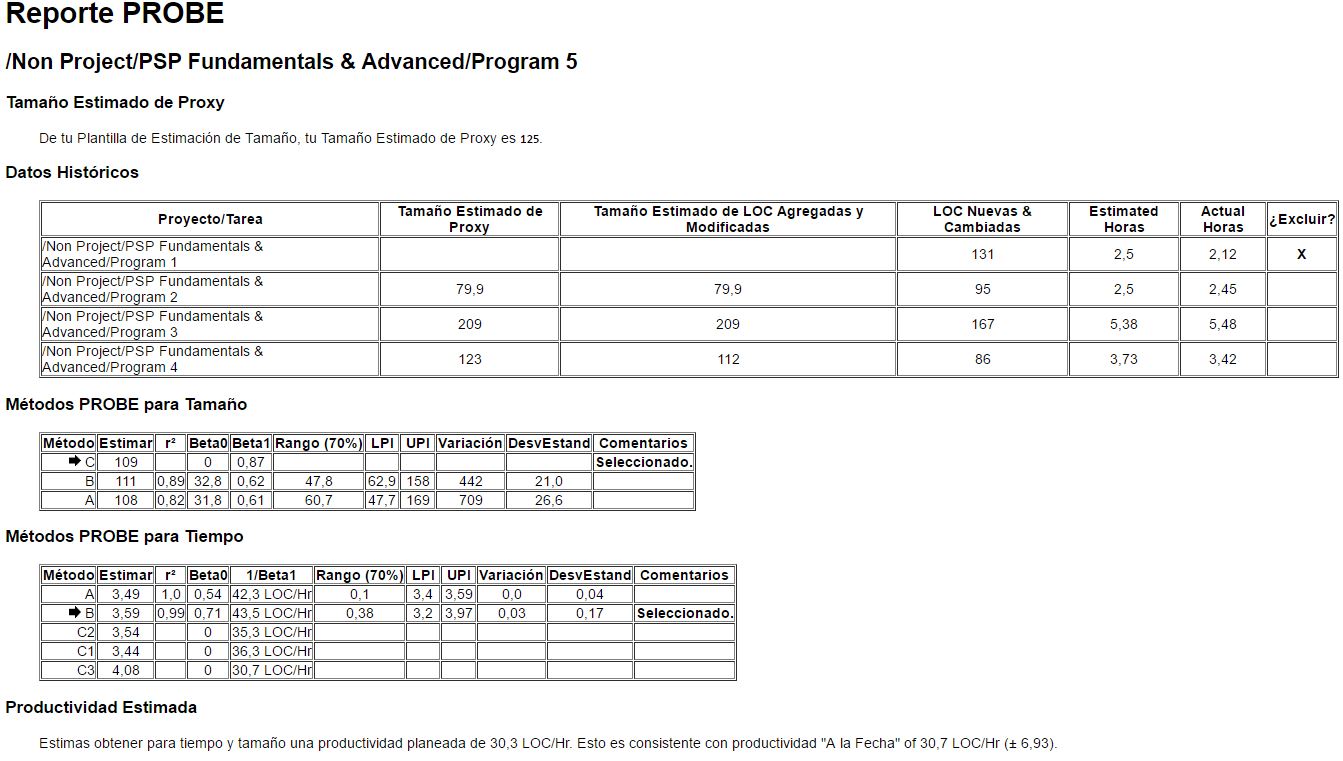 Reporte PROBE
/Non Project/PSP Fundamentals & Advanced/Program 5
Tamaño Estimado de Proxy
De tu Plantilla de Estimación de Tamaño, tu Tamaño Estimado de Proxy es 125.
Datos Históricos
Proyecto/Tarea Tamaño Estimado de Proxy Tamaño Estimado de LOC Agregadas y Modificadas LOC Nuevas & Cambiadas Estimated Horas Actual Horas ¿Excluir?
/Non Project/PSP Fundamentals & Advanced/Program 1 131 2,5 2,12 X
/Non Project/PSP Fundamentals & Advanced/Program 2 79,9 79,9 95 2,5 2,45
/Non Project/PSP Fundamentals & Advanced/Program 3 209 209 167 5,38 5,48
/Non Project/PSP Fundamentals & Advanced/Program 4 123 112 86 3,73 3,42
Métodos PROBE para Tamaño
Método Estimar r² Beta0 Beta1 Rango (70%) LPI UPI Variación DesvEstand Comentarios
🡆 C 109 0 0,87 Seleccionado.
B 111 0,89 32,8 0,62 47,8 62,9 158 442 21,0
A 108 0,82 31,8 0,61 60,7 47,7 169 709 26,6
Métodos PROBE para Tiempo
Método Estimar r² Beta0 1/Beta1 Rango (70%) LPI UPI Variación DesvEstand Comentarios
A 3,49 1,0 0,54 42,3 LOC/Hr 0,1 3,4 3,59 0,0 0,04
🡆 B 3,59 0,99 0,71 43,5 LOC/Hr 0,38 3,2 3,97 0,03 0,17 Seleccionado.
C2 3,54 0 35,3 LOC/Hr
C1 3,44 0 36,3 LOC/Hr
C3 4,08 0 30,7 LOC/Hr
Productividad Estimada
Estimas obtener para tiempo y tamaño una productividad planeada de 30,3 LOC/Hr. Esto es consistente con productividad "A la Fecha" of 30,7 LOC/Hr (± 6,93).